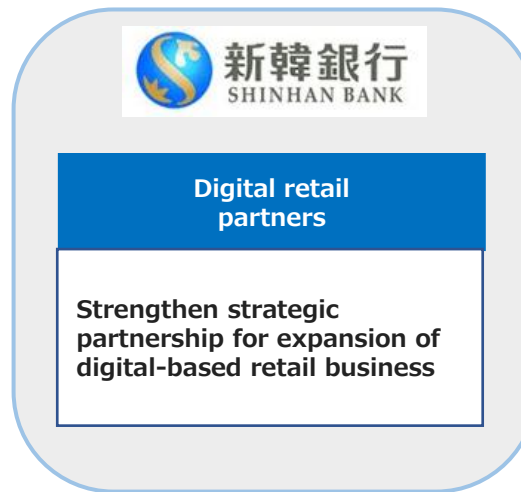 新韓銀行
SHINHAN BANK
Digital retail
partners
Strengthen strategic
partnership for expansion of
digital-based retail business